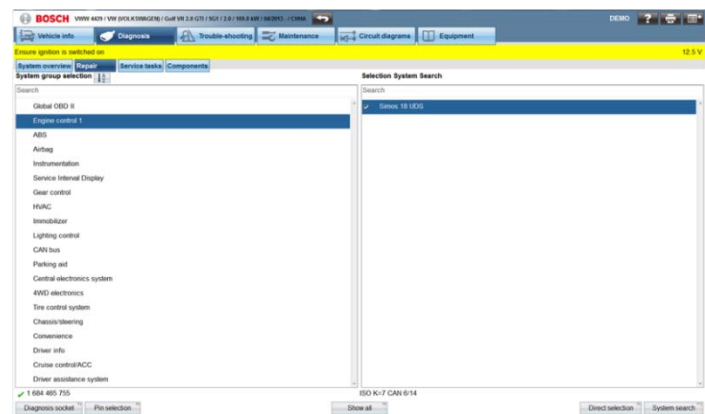 BOSCH VWW 4429 / VW (VOLKSWAGEN) / Golf VII 2.0 GTI / 5G1 / 2.0 / 169.0 kW / 04/2013 - / CHHA DEMO ?
Vehicle info Diagnosis Trouble-shooting Maintenance Circuit diagrams Equipment
Ensure ignition is switched on 12.5 V
System overview Repair Service tasks Components
System group selection Selection System Search
Search Search
Global OBD II Simos 18 UDS
Engine control 1
ABS
Airbag
Instrumentation
Service Interval Display
Gear control
HVAC
Immobilizer
Lighting control
CAN bus
Parking aid
Central electronics system
4WD electronics
Tire control system
Chassis/steering
Convenience
Driver info
Cruise control/ACC
Driver assistance system
1 684 465 755 ISO K=7 CAN 6/14
Diagnosis socket Pin selection Show all Direct selection System search